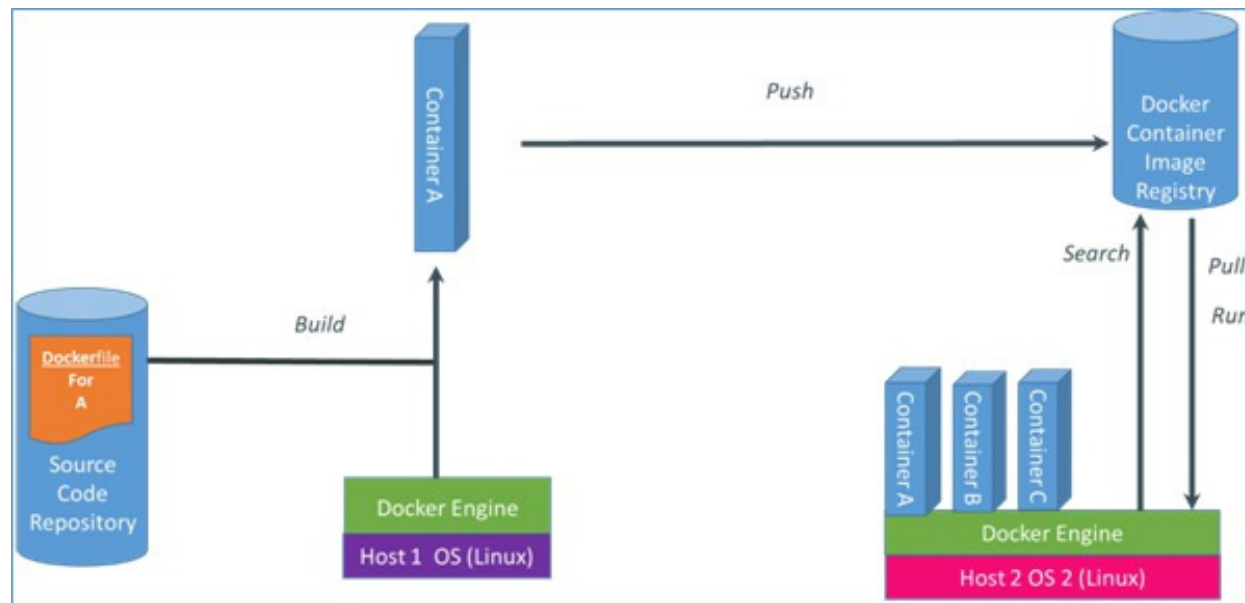 Container A
Push
Docker
Container
Image
Registry
Search
Pull
Run
Build
Dockerfile
For
A
Source
Code
Repository
Docker Engine
Host 1 OS (Linux)
Container A
Container B
Container C
Docker Engine
Host 2 OS 2 (Linux)